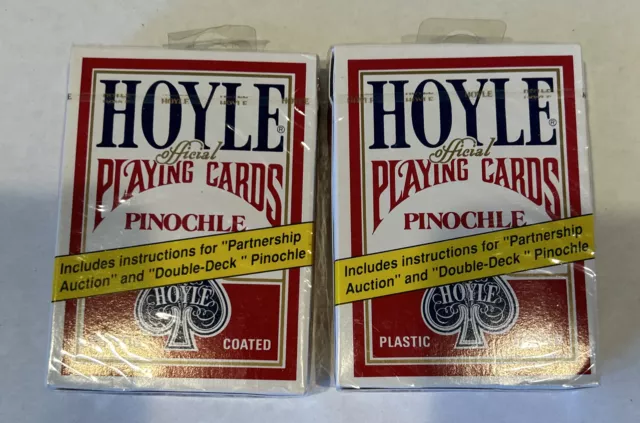 HOYLE®
official
PLAYING CARDS
PINOCHLE
Includes instructions for "Partnership
Auction" and "Double-Deck" Pinochle
HOYLE
COATED
HOYLE
official
PLAYING CARDS
PINOCHLE
Includes instructions for "Partnership
Auction" and "Double-Deck" Pinochle
HOYLE
PLASTIC